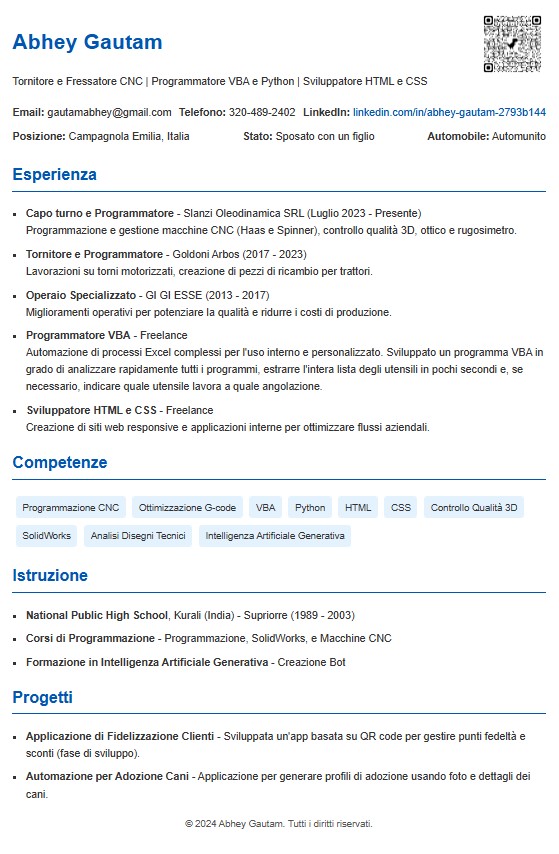 Abhey Gautam
Tornitore e Fressatore CNC | Programmatore VBA e Python | Sviluppatore HTML e CSS
Email: gautamabhey@gmail.com Telefono: 320-489-2402 LinkedIn: linkedin.com/in/abhey-gautam-2793b144
Posizione: Campagnola Emilia, Italia Stato: Sposato con un figlio Automobile: Automunito
Esperienza
▪ Capo turno e Programmatore - Slanzi Oleodinamica SRL (Luglio 2023 - Presente)
Programmazione e gestione macchine CNC (Haas e Spinner), controllo qualità 3D, ottico e rugosimetro.
▪ Tornitore e Programmatore - Goldoni Arbos (2017 - 2023)
Lavorazioni su torni motorizzati, creazione di pezzi di ricambio per trattori.
▪ Operaio Specializzato - GI GI ESSE (2013 - 2017)
Miglioramenti operativi per potenziare la qualità e ridurre i costi di produzione.
▪ Programmatore VBA - Freelance
Automazione di processi Excel complessi per l'uso interno e personalizzato. Sviluppato un programma VBA in
grado di analizzare rapidamente tutti i programmi, estrarre l'intera lista degli utensili in pochi secondi e, se
necessario, indicare quale utensile lavora a quale angolazione.
▪ Sviluppatore HTML e CSS - Freelance
Creazione di siti web responsive e applicazioni interne per ottimizzare flussi aziendali.
Competenze
Programmazione CNC Ottimizzazione G-code VBA Python HTML CSS Controllo Qualità 3D
SolidWorks Analisi Disegni Tecnici Intelligenza Artificiale Generativa
Istruzione
▪ National Public High School, Kurali (India) - Supriorre (1989 - 2003)
▪ Corsi di Programmazione - Programmazione, SolidWorks, e Macchine CNC
▪ Formazione in Intelligenza Artificiale Generativa - Creazione Bot
Progetti
▪ Applicazione di Fidelizzazione Clienti - Sviluppata un'app basata su QR code per gestire punti fedeltà e
sconti (fase di sviluppo).
▪ Automazione per Adozione Cani - Applicazione per generare profili di adozione usando foto e dettagli dei
cani.
© 2024 Abhey Gautam. Tutti i diritti riservati.